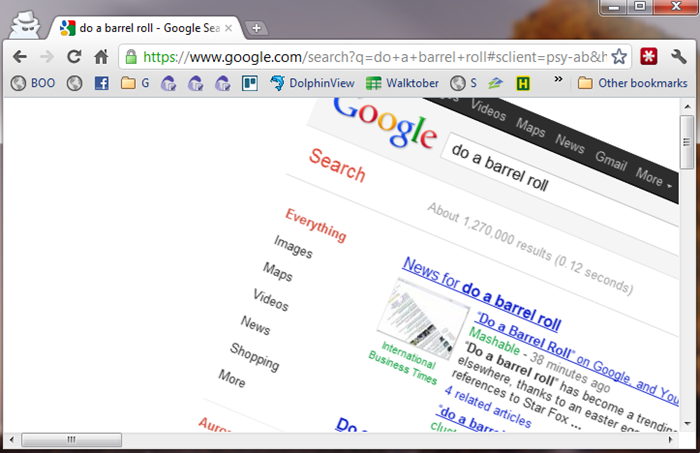 do a barrel roll - Google Sea
https://www.google.com/search?q=do+a+barrel+roll#sclient=psy-ab&h
BOO S G DolphinView Walktober S H » Other bookmarks
Videos Maps News Gmail More
Google do a barrel roll
Search About 1,270,000 results (0.12 seconds)
Everything
Images
Maps
Videos
News
Shopping
More
News for do a barrel roll
"Do a Barrel Roll" on Google, and You
Mashable - 38 minutes ago
"Do a barrel roll" has become a trending
elsewhere, thanks to an easter eg
references to Star Fox ...
4 related articles
"do a barrel
International
Business Times
Do a